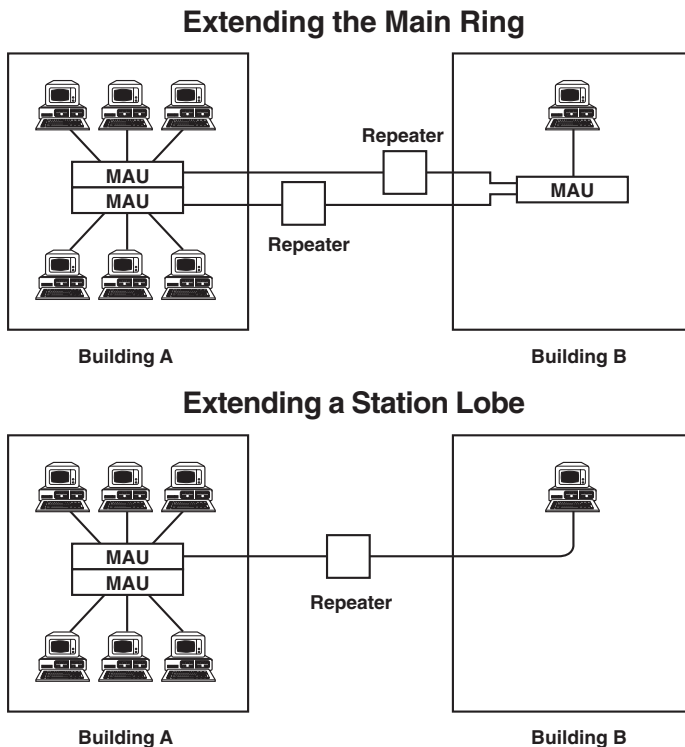 Extending the Main Ring
Repeater
MAU
MAU
MAU
Repeater
Building A
Building B
Extending a Station Lobe
MAU
MAU
Repeater
Building A
Building B